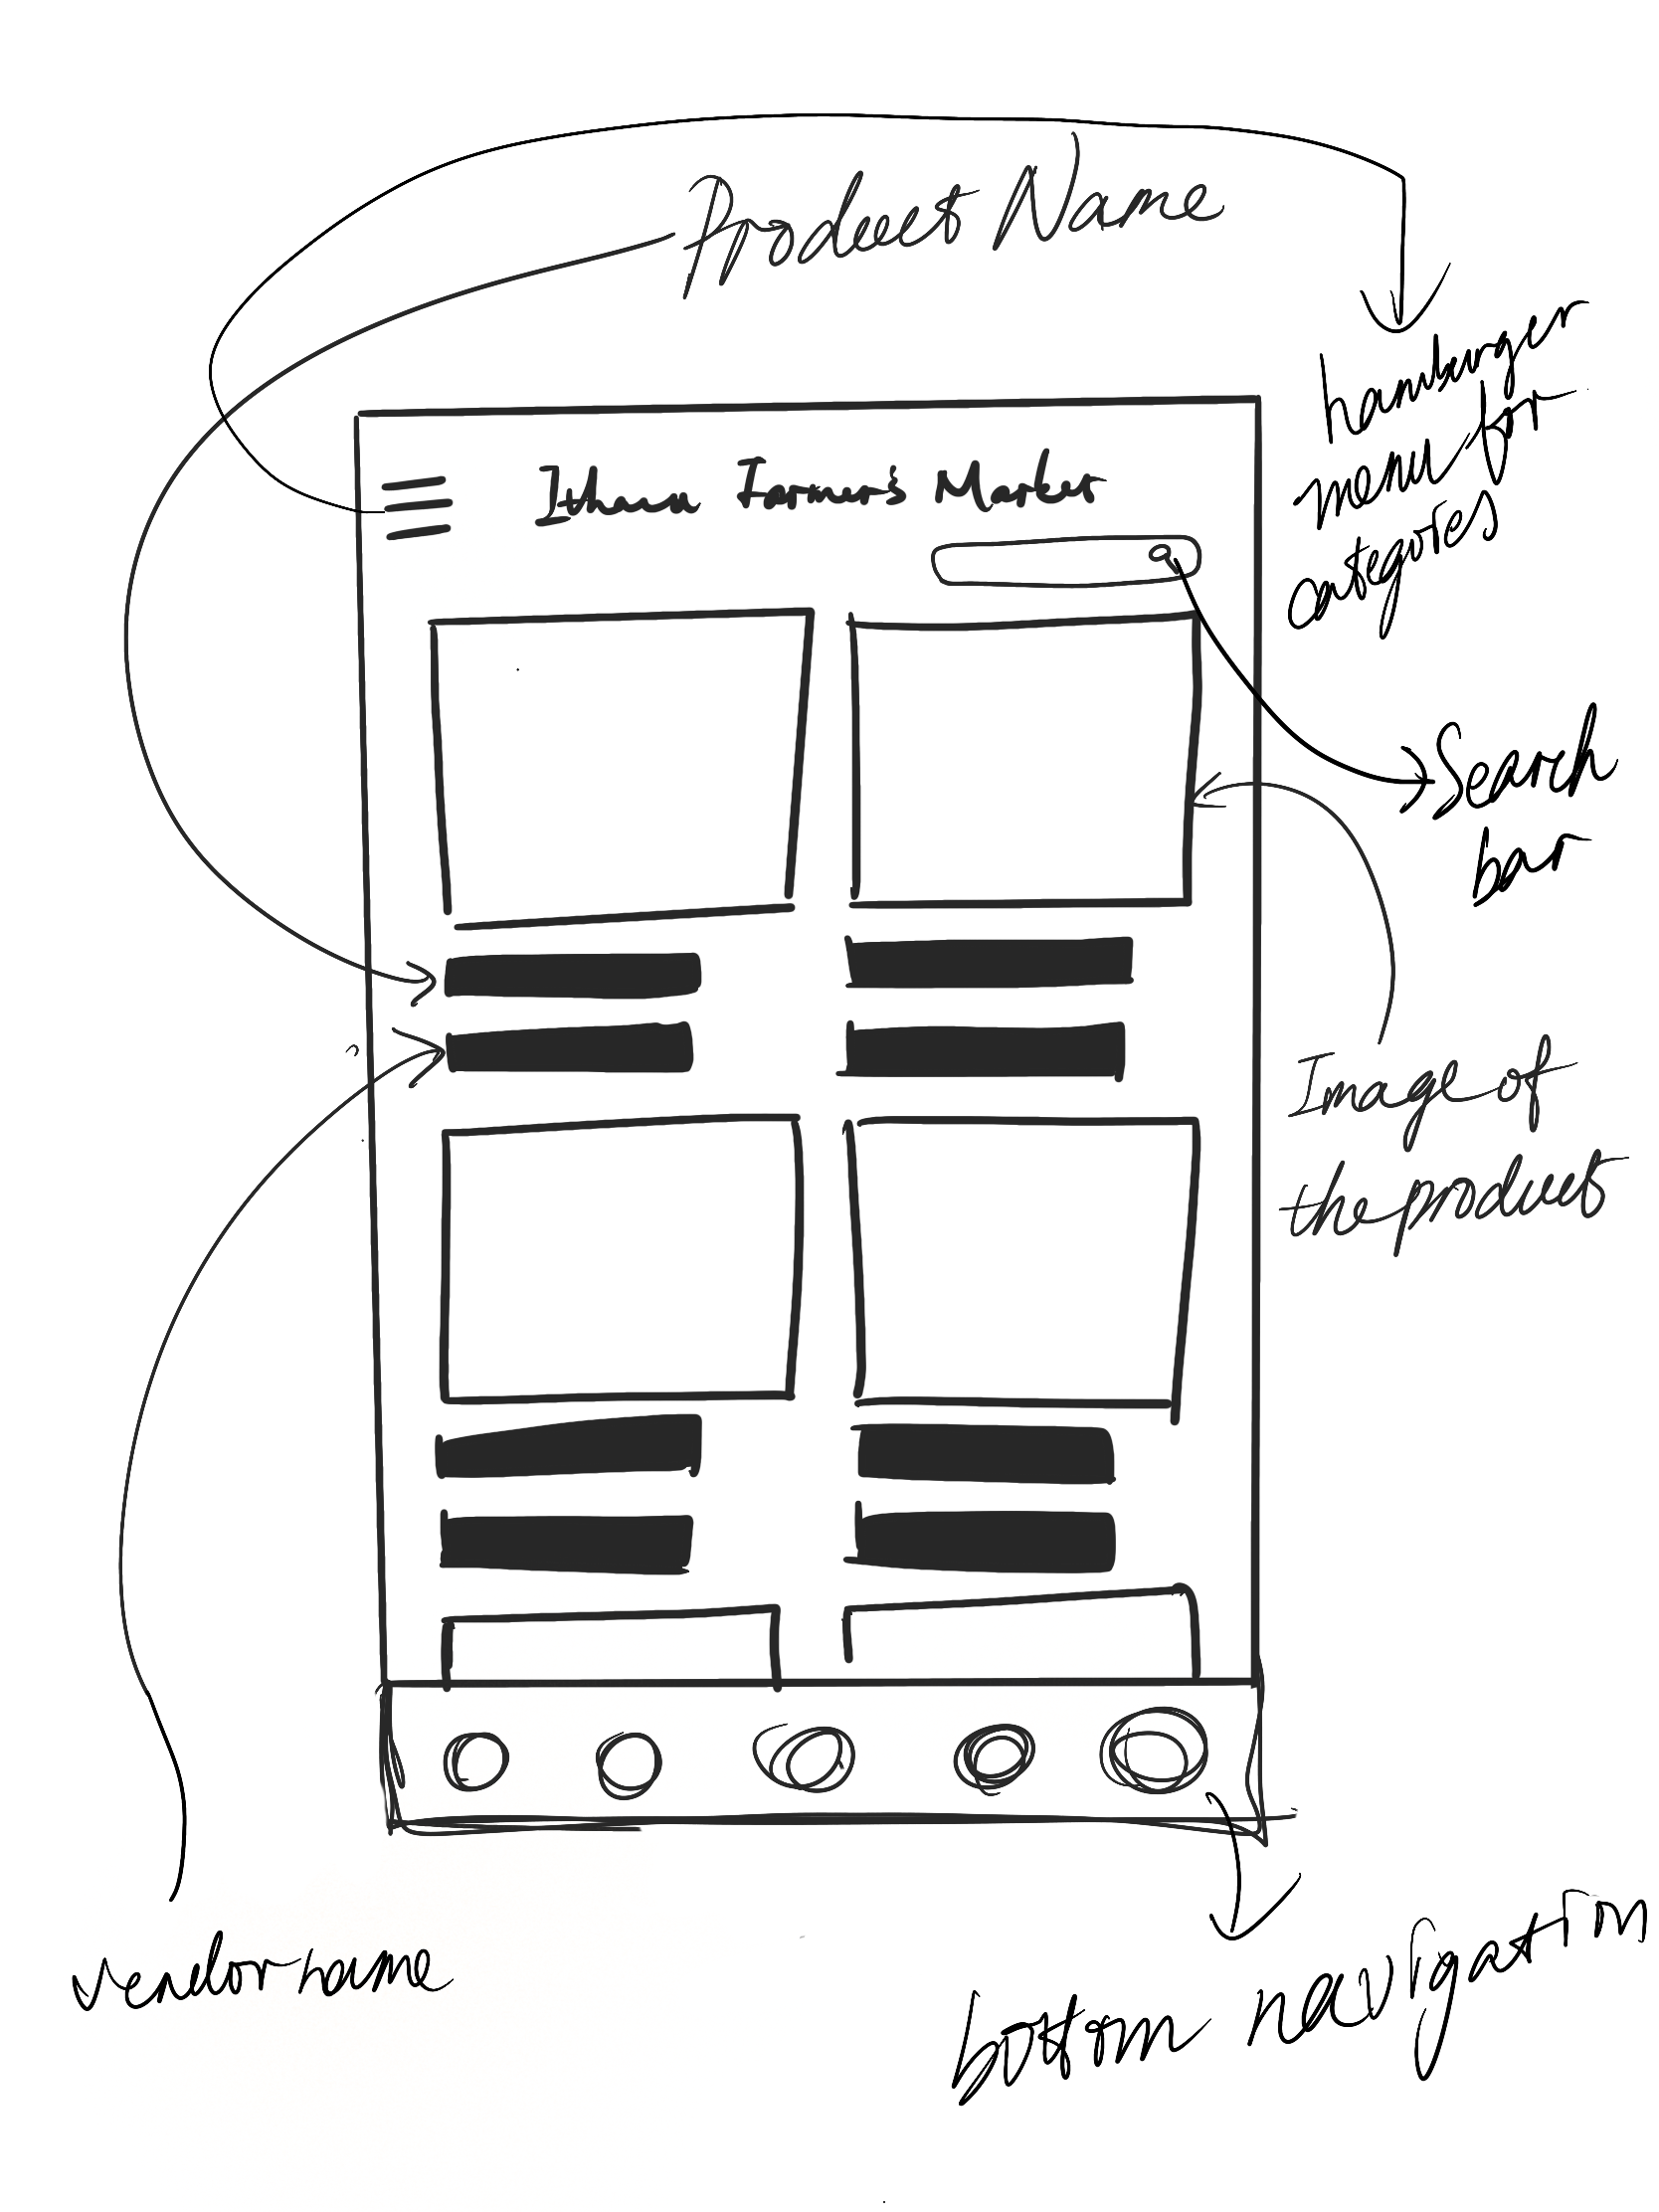 Product Name
hamburger
menu for
categories
Ithaca Farmer's Market
Search
bar
Image of
the product
vendor name
bottom navigation